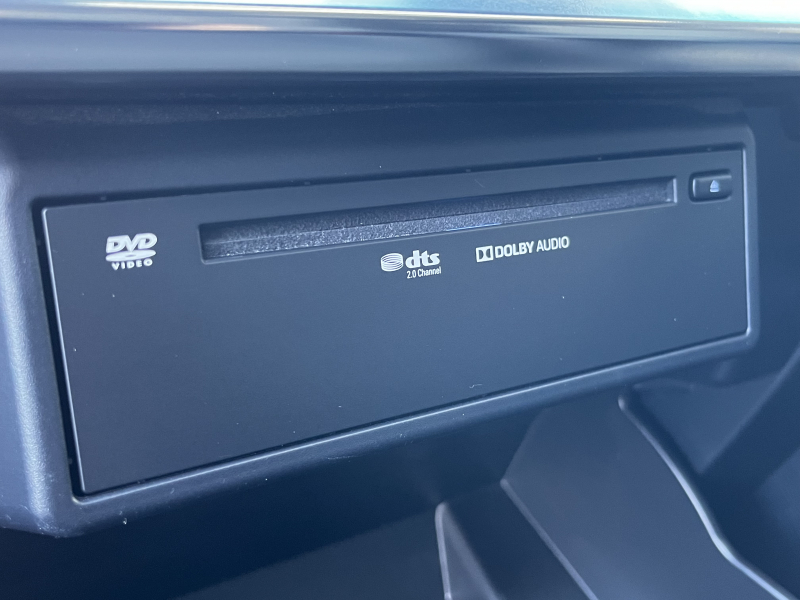 DVD
VIDEO
dts
2.0 Channel
DOLBY AUDIO